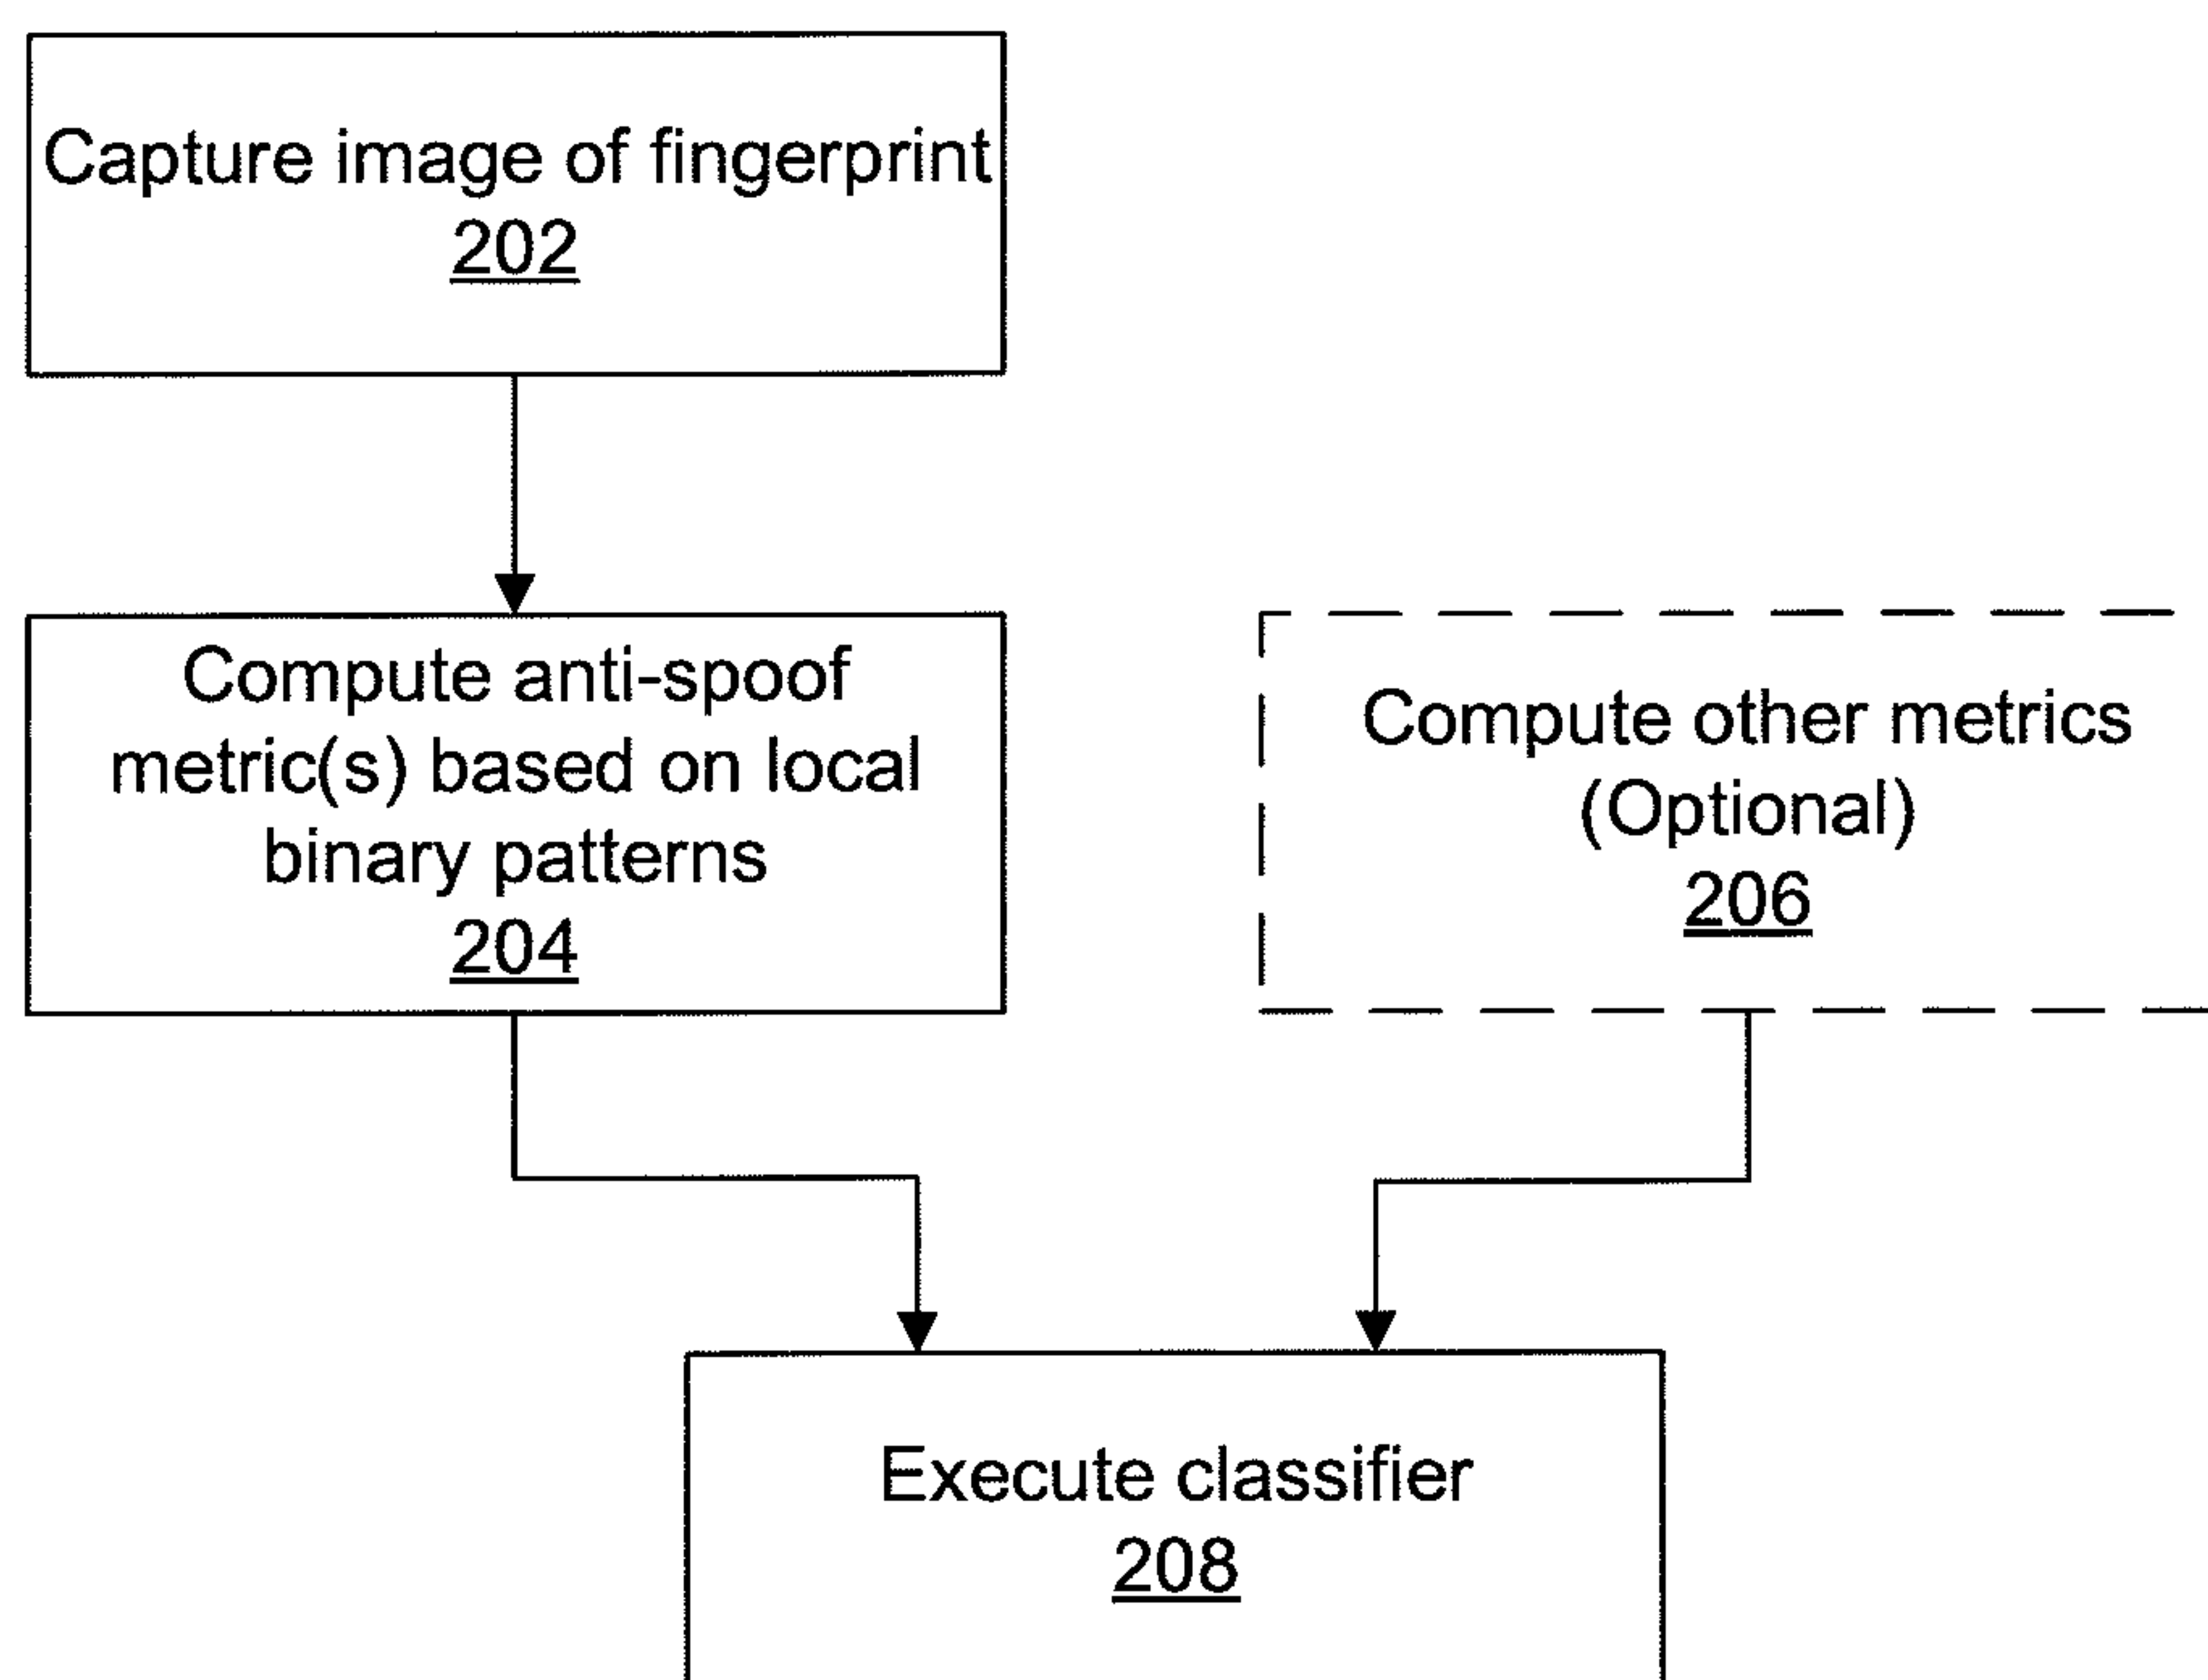 Capture image of fingerprint
202
Compute anti-spoof
metric(s) based on local
binary patterns
204
Compute other metrics
(Optional)
206
Execute classifier
208